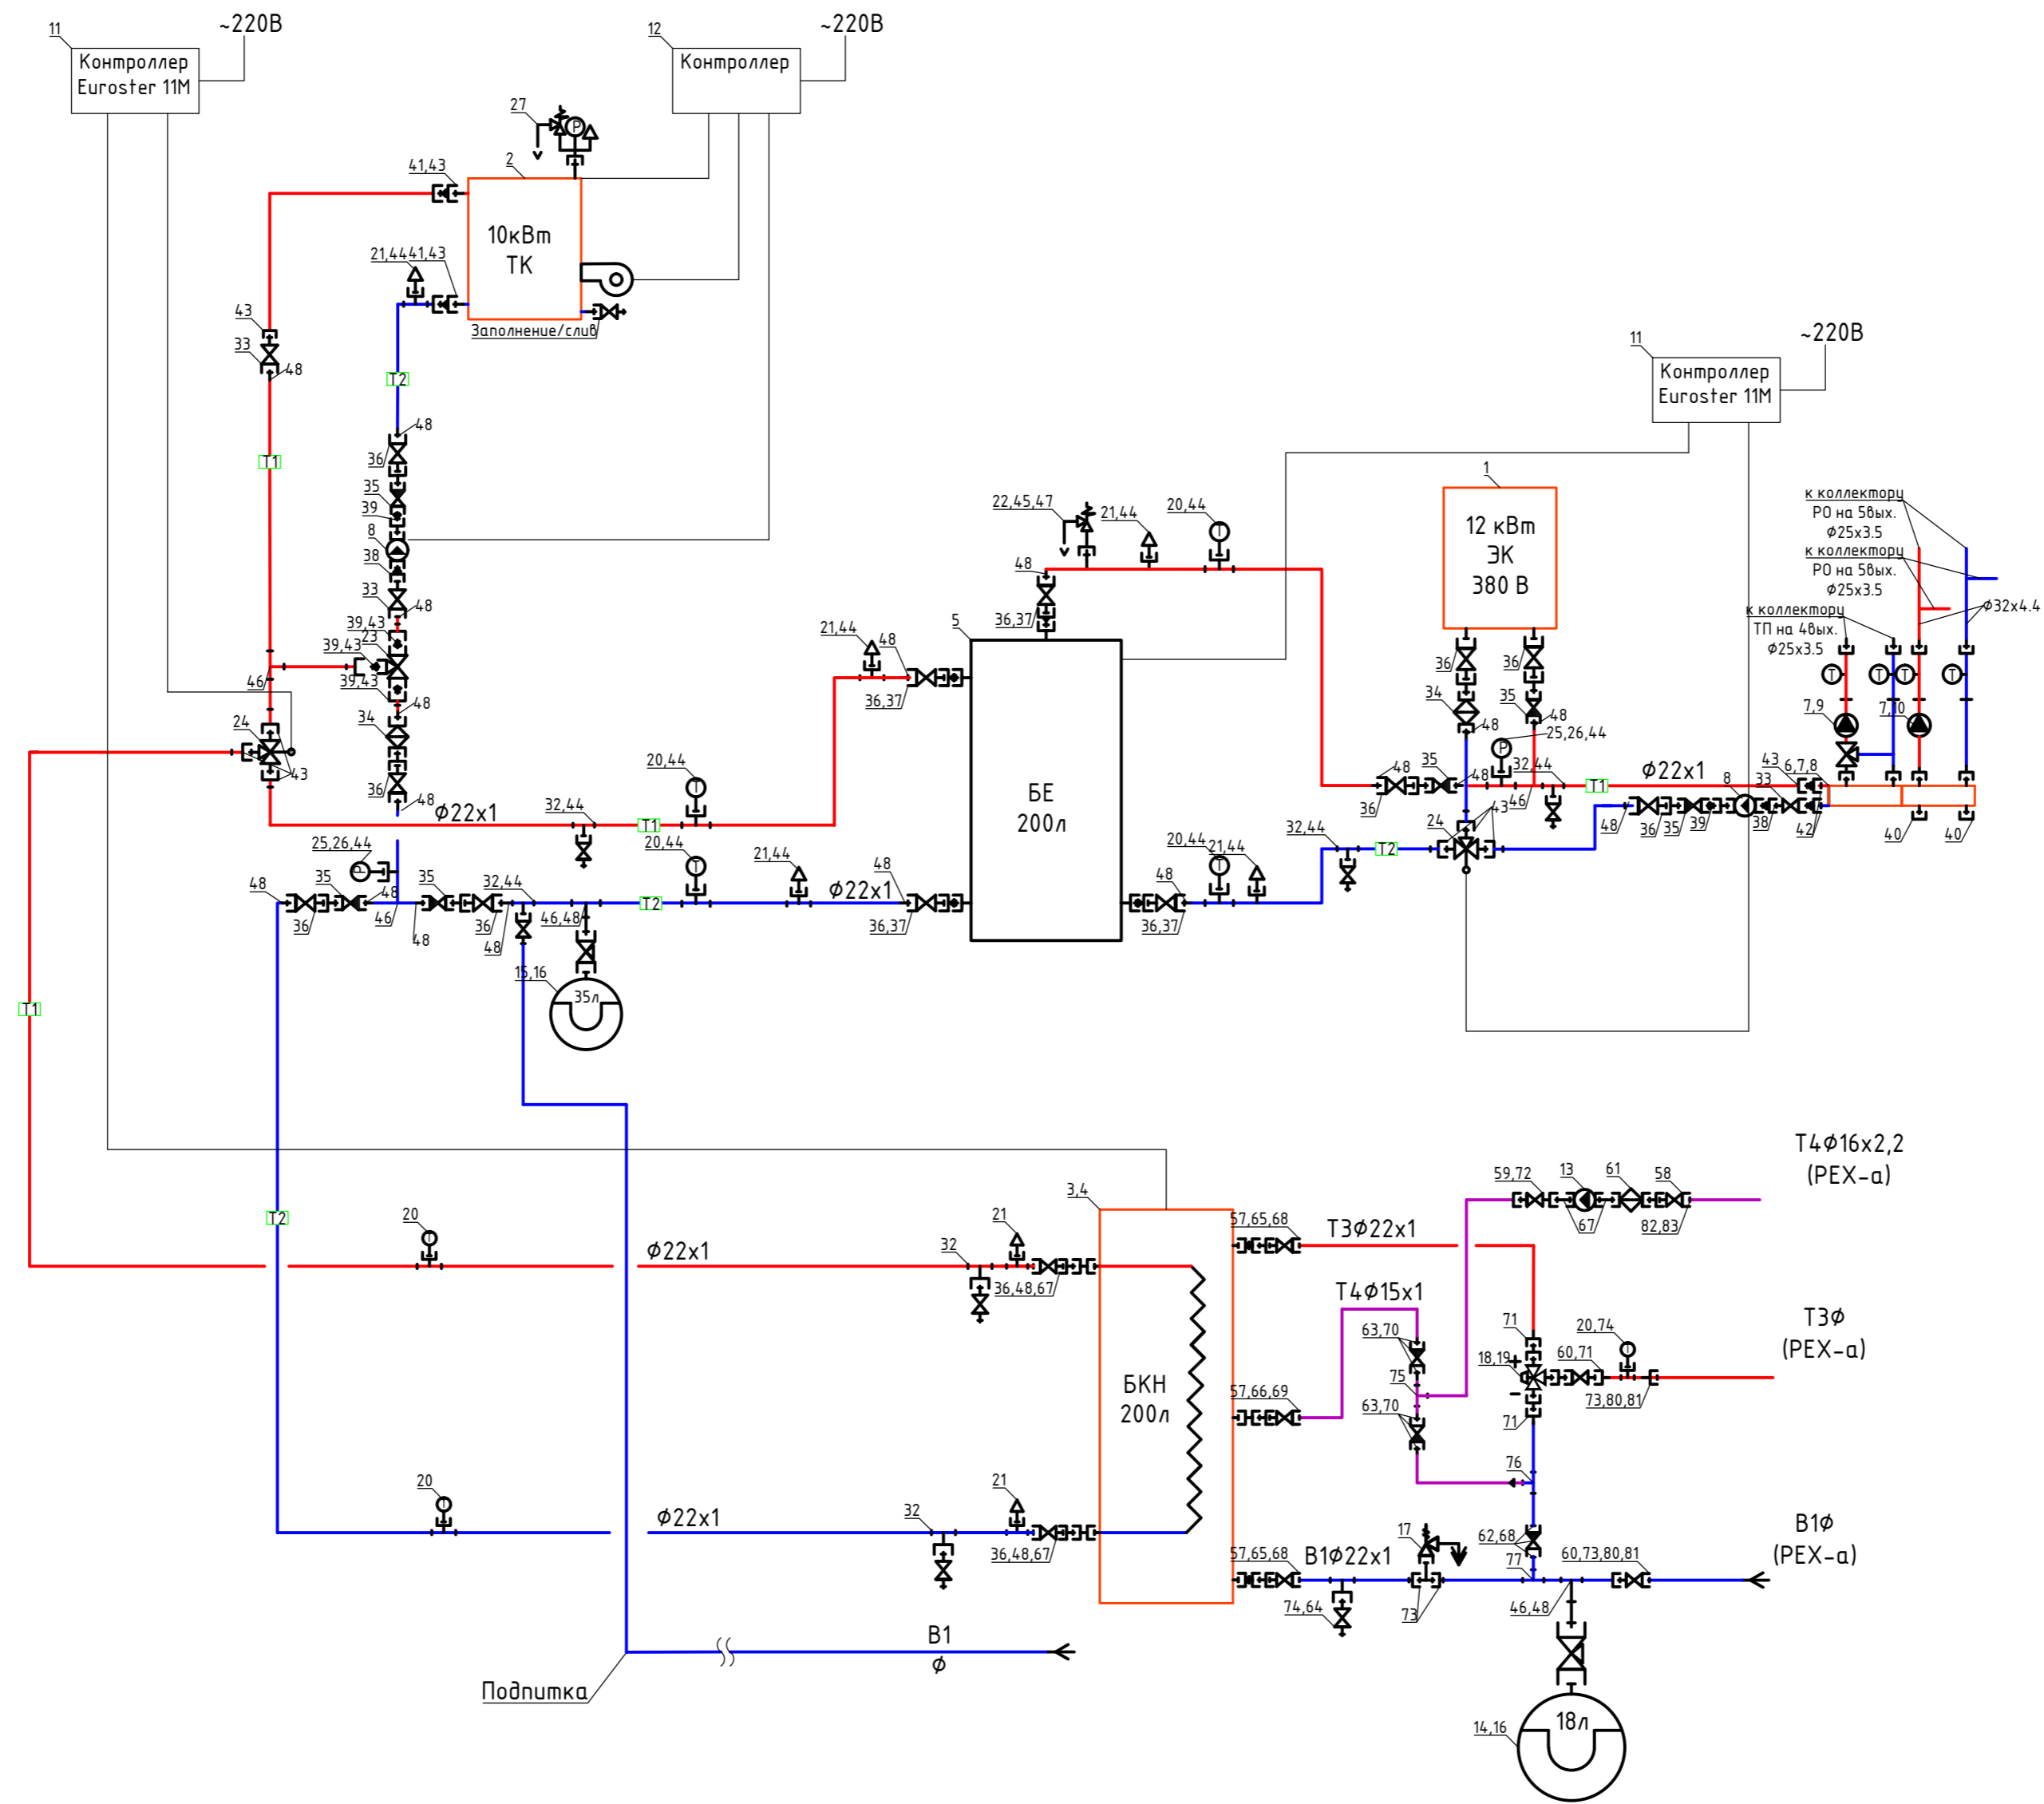 11
~220В
Контроллер
Euroster 11М
12
~220В
Контроллер
27
P
2
41,43
10кВт
ТК
21,44
41,43
Заполнение/слив
43
33
48
Т2
Т1
48
36
35
39
8
38
33
48
39,43
23
39,43
39,43
46
48
24
34
43
36
48
Ф22х1
32,44
Т1
20,44
T
25,26,44
P
48
35
48
36
46
35
48
32,44
36
48
46,48
20,44
T
Т2
21,44
Ф22х1
48
36,37
21,44
48
36,37
5
БЕ
200л
22,45,47
21,44
20,44
T
48
36,37
48
36,37
20,44
T
21,44
32,44
Т2
11
~220В
Контроллер
Euroster 11М
1
12 кВт
ЭК
380 В
36
36
34
35
48
48
25,26,44
P
48
35
48
36
32,44
46
Т1
Ф22х1
24
43
43
6,7,8
8
33
48
36
35
39
38
42
40
40
к коллектору
РО на 5вых.
Ф25х3.5
к коллектору
РО на 5вых.
Ф25х3.5
к коллектору
ТП на 4вых.
Ф25х3.5
Ф32х4.4
T
T
T
T
7,9
7,10
15,16
35л
Т1
Т2
20
T
Ф22х1
32
21
36,48,67
3,4
БКН
200л
20
T
Ф22х1
32
21
36,48,67
57,65,68
Т3Ф22х1
Т4Ф15х1
57,66,69
63,70
75
63,70
59,72
13
61
58
67
82,83
Т4Ф16х2,2
(PEX-a)
71
18,19
+
-
60,71
20,74
T
73,80,81
71
Т3Ф
(PEX-a)
76
62,68
77
57,65,68
В1Ф22х1
17
74,64
73
46,48
60,73,80,81
В1Ф
(PEX-a)
В1
Ф
Подпитка
14,16
18л